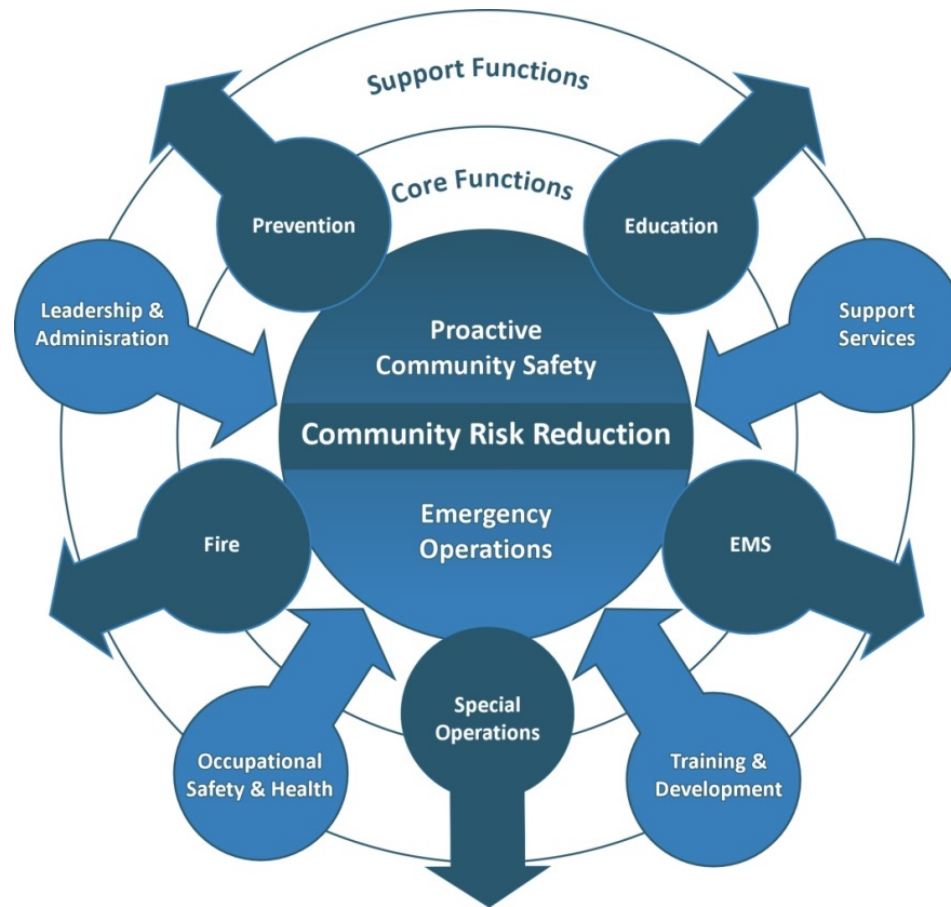 Support Functions
Core Functions
Prevention
Education
Leadership &
Adminisration
Support
Services
Proactive
Community Safety
Community Risk Reduction
Emergency
Operations
Fire
EMS
Special
Operations
Occupational
Safety & Health
Training &
Development